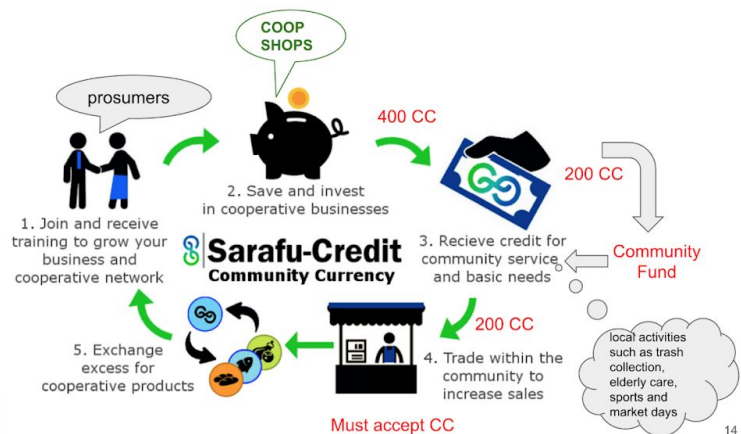 COOP
SHOPS
prosumers
400 CC
200 CC
2. Save and invest
in cooperative businesses
1. Join and receive
training to grow your
business and
cooperative network
Sarafu-Credit
Community Currency
3. Recieve credit for
community service
and basic needs
Community
Fund
200 CC
5. Exchange
excess for
cooperative products
4. Trade within the
community to
increase sales
local activities
such as trash
collection,
elderly care,
sports and
market days
Must accept CC
14